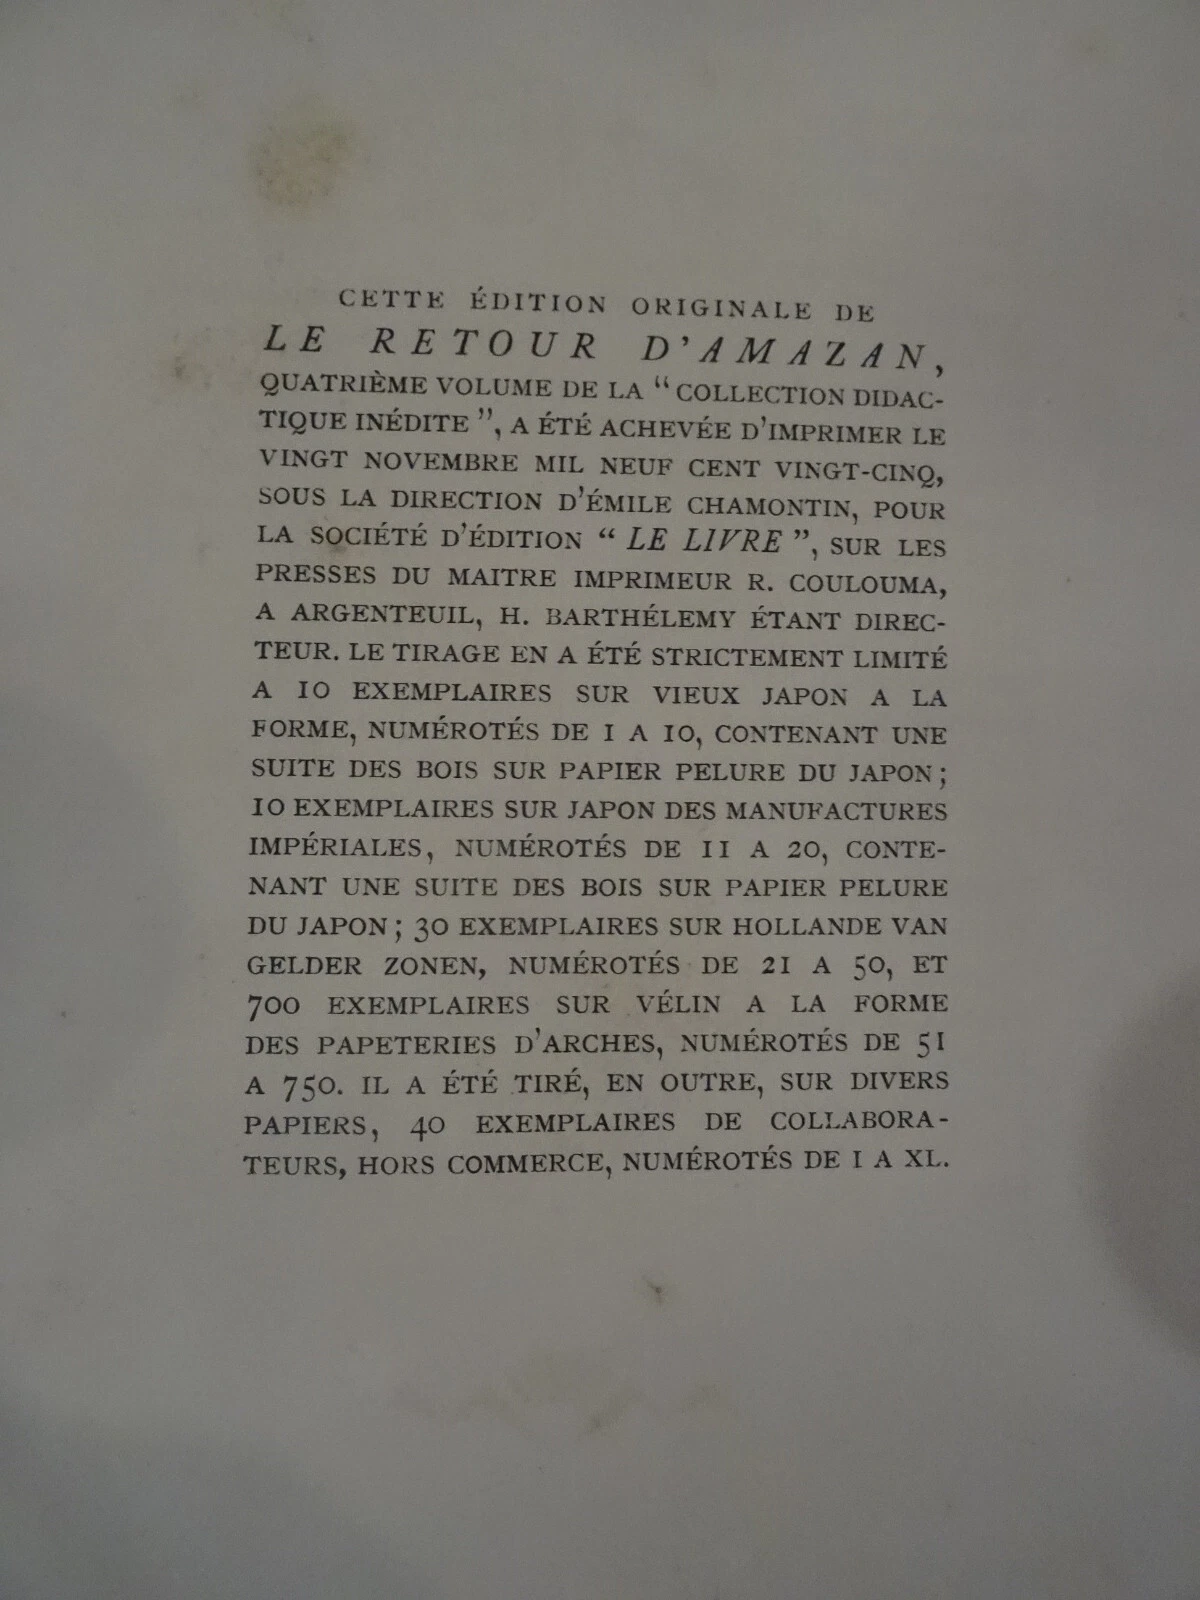 CETTE ÉDITION ORIGINALE DE
LE RETOUR D'AMAZAN,
QUATRIÈME VOLUME DE LA “ COLLECTION DIDAC-
TIQUE INÉDITE ”, A ÉTÉ ACHEVÉE D'IMPRIMER LE
VINGT NOVEMBRE MIL NEUF CENT VINGT-CINQ,
SOUS LA DIRECTION D'ÉMILE CHAMONTIN, POUR
LA SOCIÉTÉ D'ÉDITION “ LE LIVRE ”, SUR LES
PRESSES DU MAITRE IMPRIMEUR R. COULOUMA,
A ARGENTEUIL, H. BARTHÉLEMY ÉTANT DIREC-
TEUR. LE TIRAGE EN A ÉTÉ STRICTEMENT LIMITÉ
A 10 EXEMPLAIRES SUR VIEUX JAPON A LA
FORME, NUMÉROTÉS DE 1 A 10, CONTENANT UNE
SUITE DES BOIS SUR PAPIER PELURE DU JAPON ;
10 EXEMPLAIRES SUR JAPON DES MANUFACTURES
IMPÉRIALES, NUMÉROTÉS DE 11 A 20, CONTE-
NANT UNE SUITE DES BOIS SUR PAPIER PELURE
DU JAPON ; 30 EXEMPLAIRES SUR HOLLANDE VAN
GELDER ZONEN, NUMÉROTÉS DE 21 A 50, ET
700 EXEMPLAIRES SUR VÉLIN A LA FORME
DES PAPETERIES D'ARCHES, NUMÉROTÉS DE 51
A 750. IL A ÉTÉ TIRÉ, EN OUTRE, SUR DIVERS
PAPIERS, 40 EXEMPLAIRES DE COLLABORA-
TEURS, HORS COMMERCE, NUMÉROTÉS DE I A XL.